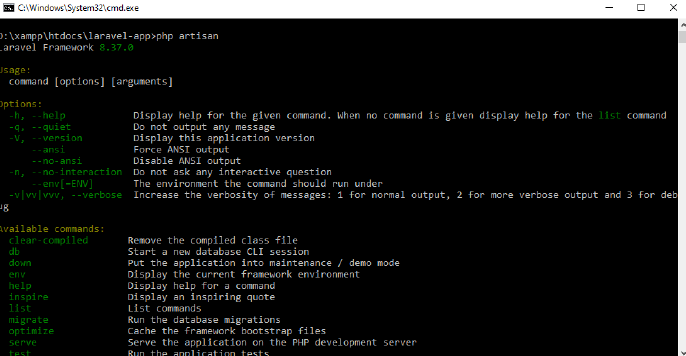 C:\Windows\System32\cmd.exe
D:\xampp\htdocs\laravel-app>php artisan
Laravel Framework 8.37.0
Usage:
command [options] [arguments]
Options:
-h, --help Display help for the given command. When no command is given display help for the list command
-q, --quiet Do not output any message
-V, --version Display this application version
--ansi Force ANSI output
--no-ansi Disable ANSI output
-n, --no-interaction Do not ask any interactive question
--env[=ENV] The environment the command should run under
-v|vv|vvv, --verbose Increase the verbosity of messages: 1 for normal output, 2 for more verbose output and 3 for deb
ug
Available commands:
clear-compiled Remove the compiled class file
db Start a new database CLI session
down Put the application into maintenance / demo mode
env Display the current framework environment
help Display help for a command
inspire Display an inspiring quote
list List commands
migrate Run the database migrations
optimize Cache the framework bootstrap files
serve Serve the application on the PHP development server
test Run the application tests